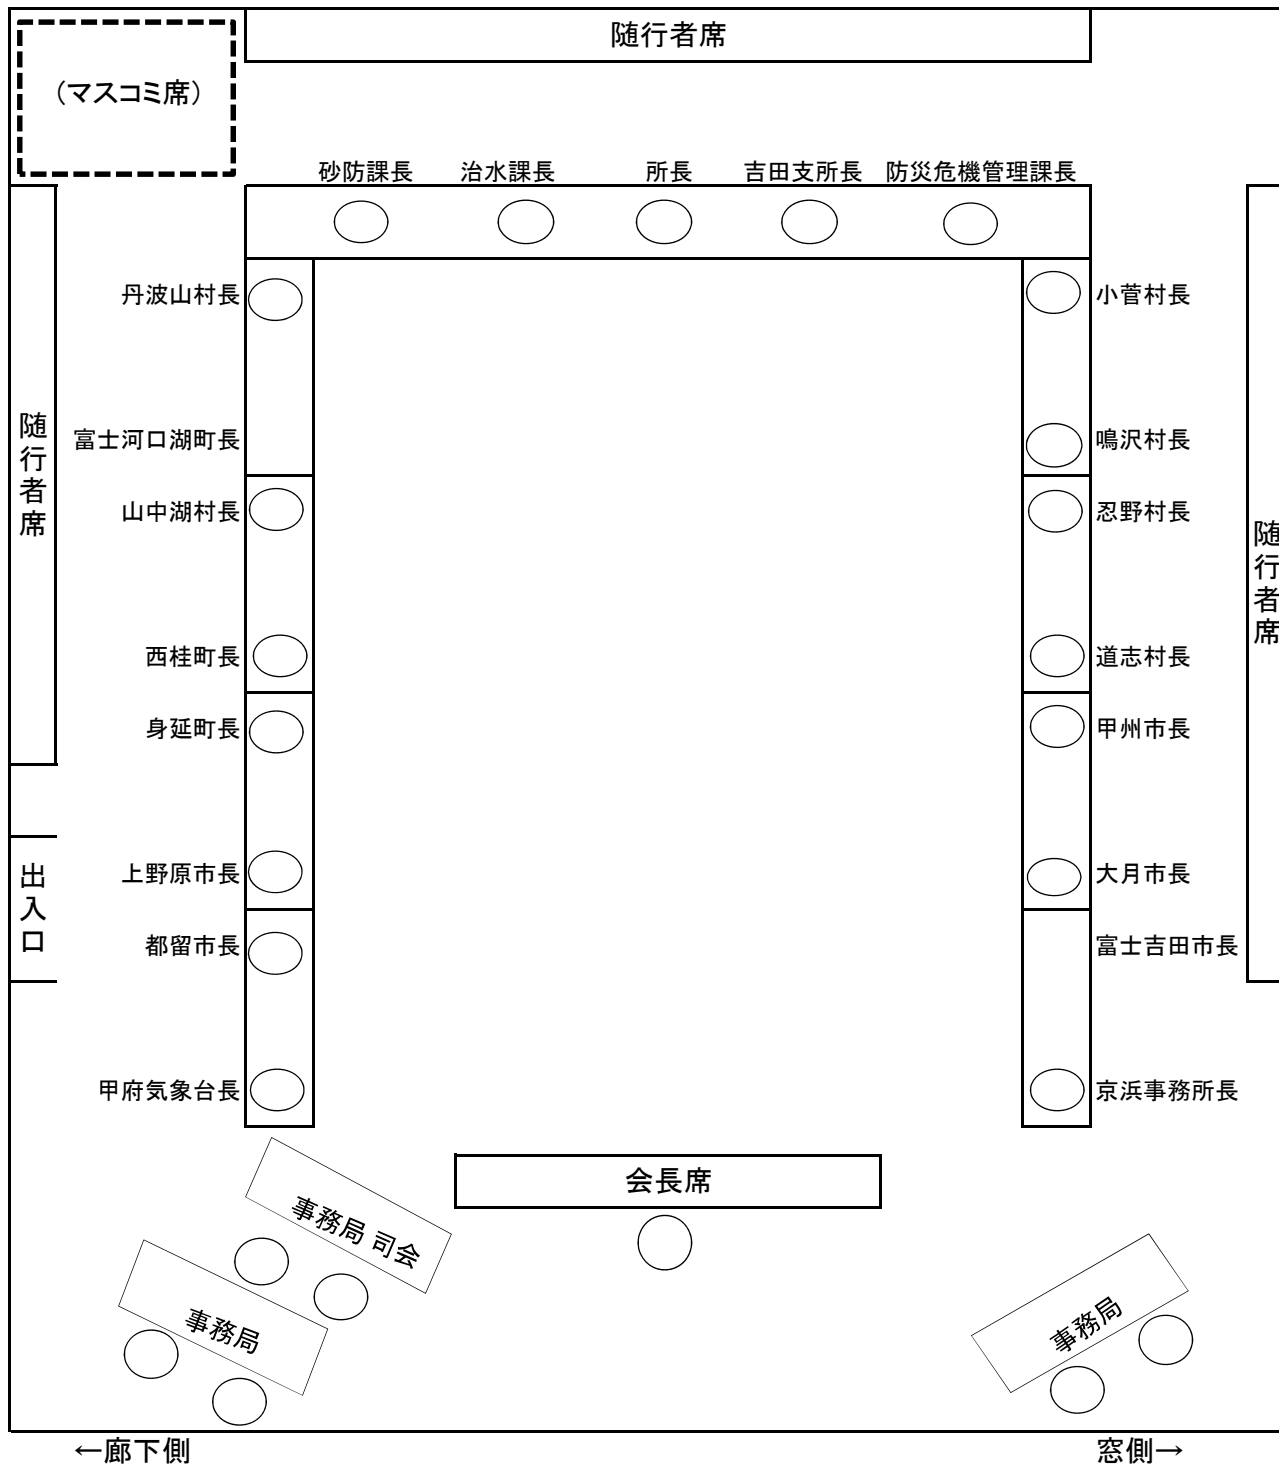 随行者席
（マスコミ席）
砂防課長 治水課長 所長 吉田支所長 防災危機管理課長
丹波山村長
小菅村長
随行者席
富士河口湖町長
鳴沢村長
山中湖村長
忍野村長
随行者席
西桂町長
道志村長
身延町長
甲州市長
出入口
上野原市長
大月市長
都留市長
富士吉田市長
甲府気象台長
京浜事務所長
会長席
事務局 司会
事務局
事務局
←廊下側
窓側→